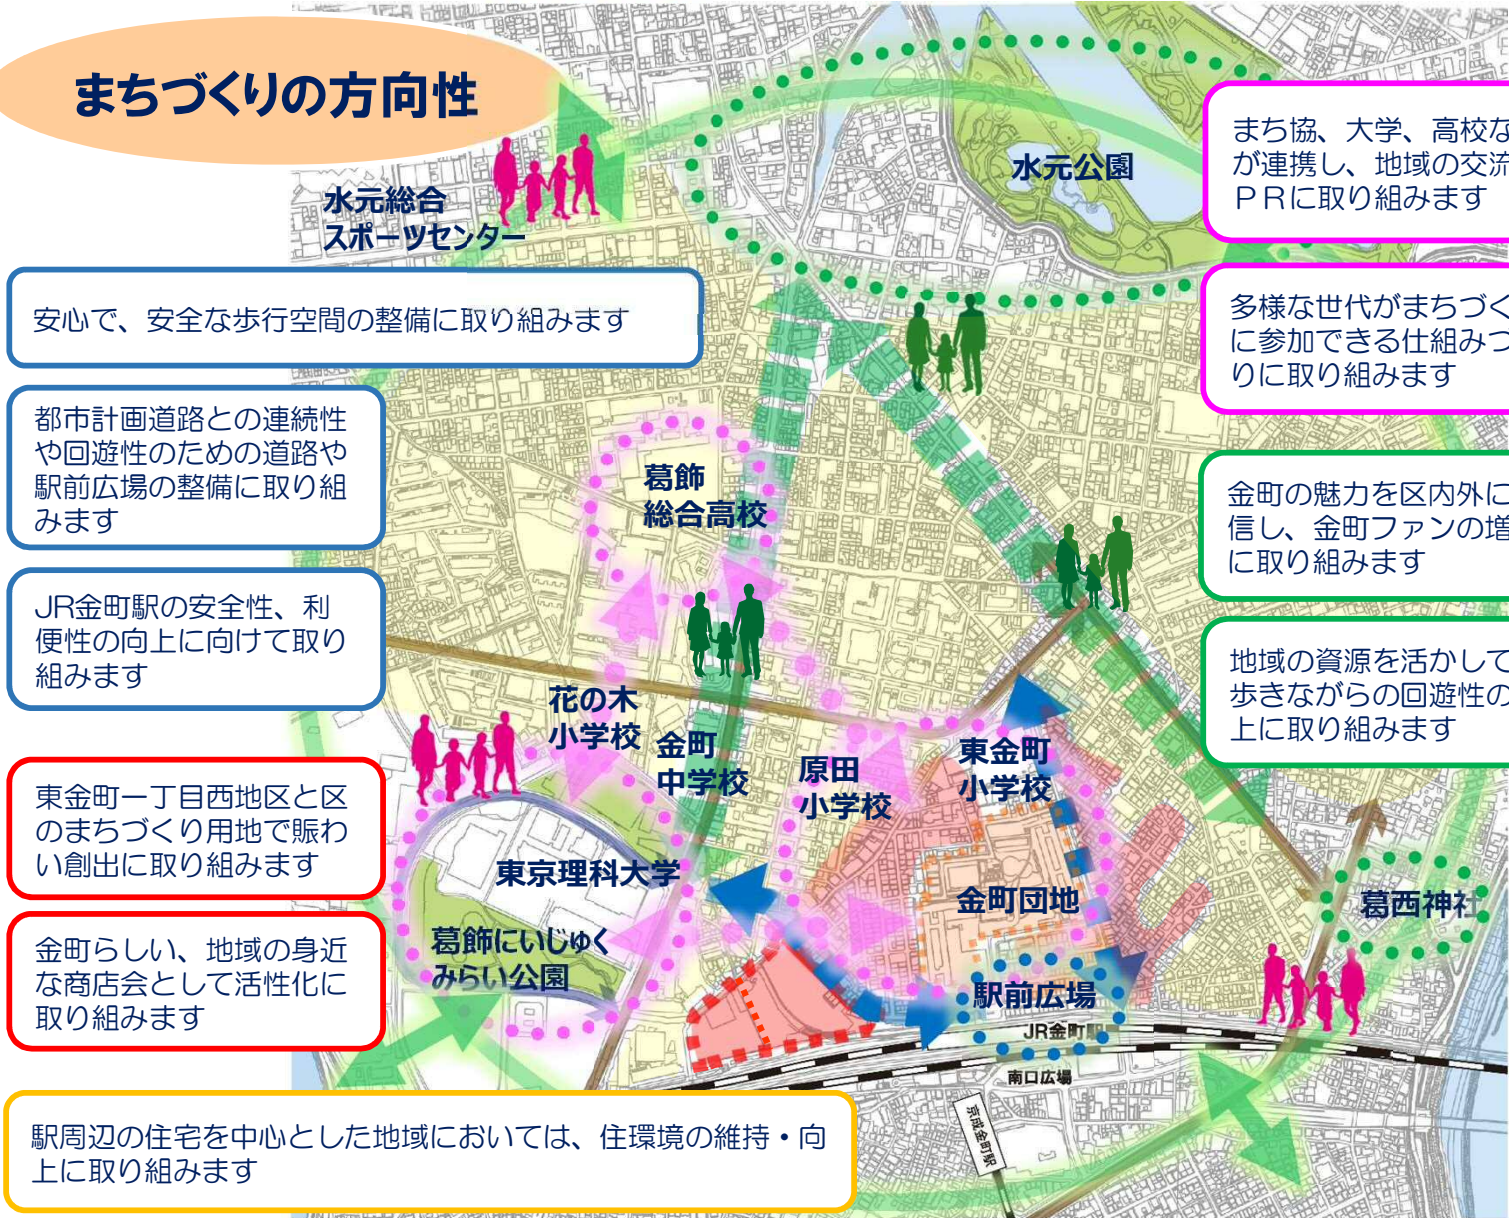 まちづくりの方向性
水元総合
スポーツセンター
水元公園
まち協、大学、高校な
が連携し、地域の交流
ＰＲに取り組みます
安心で、安全な歩行空間の整備に取り組みます
多様な世代がまちづく
に参加できる仕組みつ
りに取り組みます
都市計画道路との連続性
や回遊性のための道路や
駅前広場の整備に取り組
みます
葛飾
総合高校
金町の魅力を区内外に
信し、金町ファンの増
に取り組みます
JR金町駅の安全性、利
便性の向上に向けて取り
組みます
地域の資源を活かして
歩きながらの回遊性の
上に取り組みます
花の木
小学校
金町
中学校
原田
小学校
東金町
小学校
東金町一丁目西地区と区
のまちづくり用地で賑わ
い創出に取り組みます
東京理科大学
金町団地
葛西神社
金町らしい、地域の身近
な商店会として活性化に
取り組みます
葛飾にいじゅく
みらい公園
駅前広場
JR金町駅
南口広場
京成金町駅
駅周辺の住宅を中心とした地域においては、住環境の維持・向
上に取り組みます